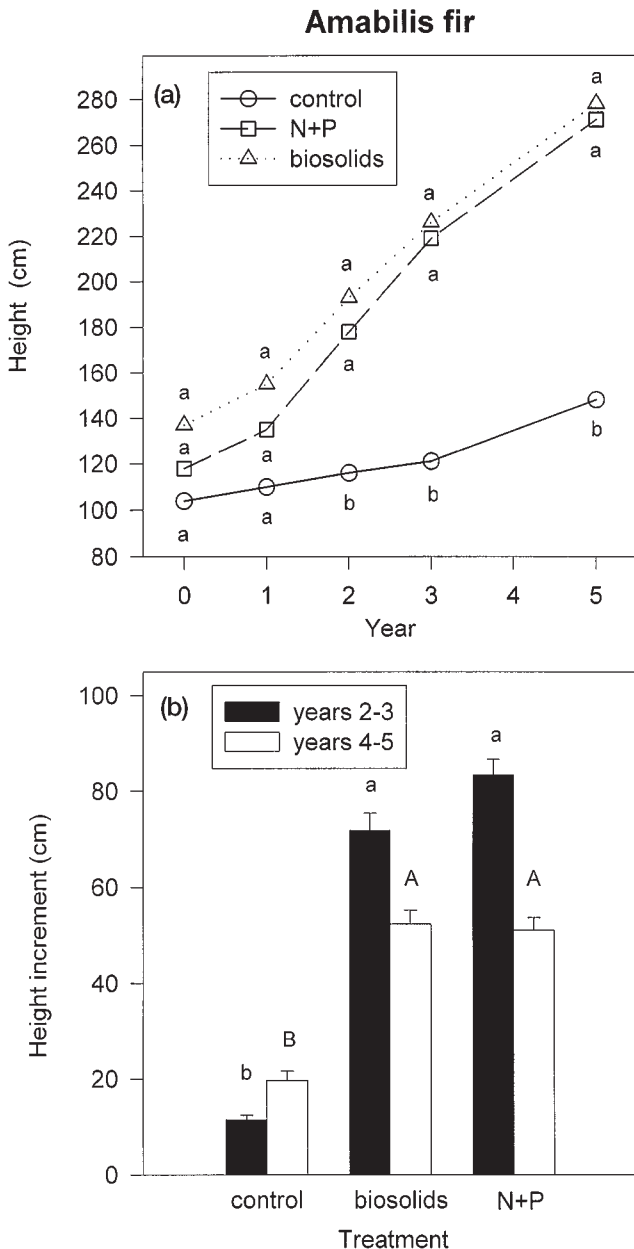 Amabilis fir
(a)
control
N+P
biosolids
Height (cm)
280
260
240
220
200
180
160
140
120
100
80
a
a
a
a
a
a
a
a
a
a
a
a
b
b
b
0 1 2 3 4 5
Year
(b)
years 2-3
years 4-5
Height increment (cm)
100
80
60
40
20
0
b
B
a
A
a
A
control biosolids N+P
Treatment